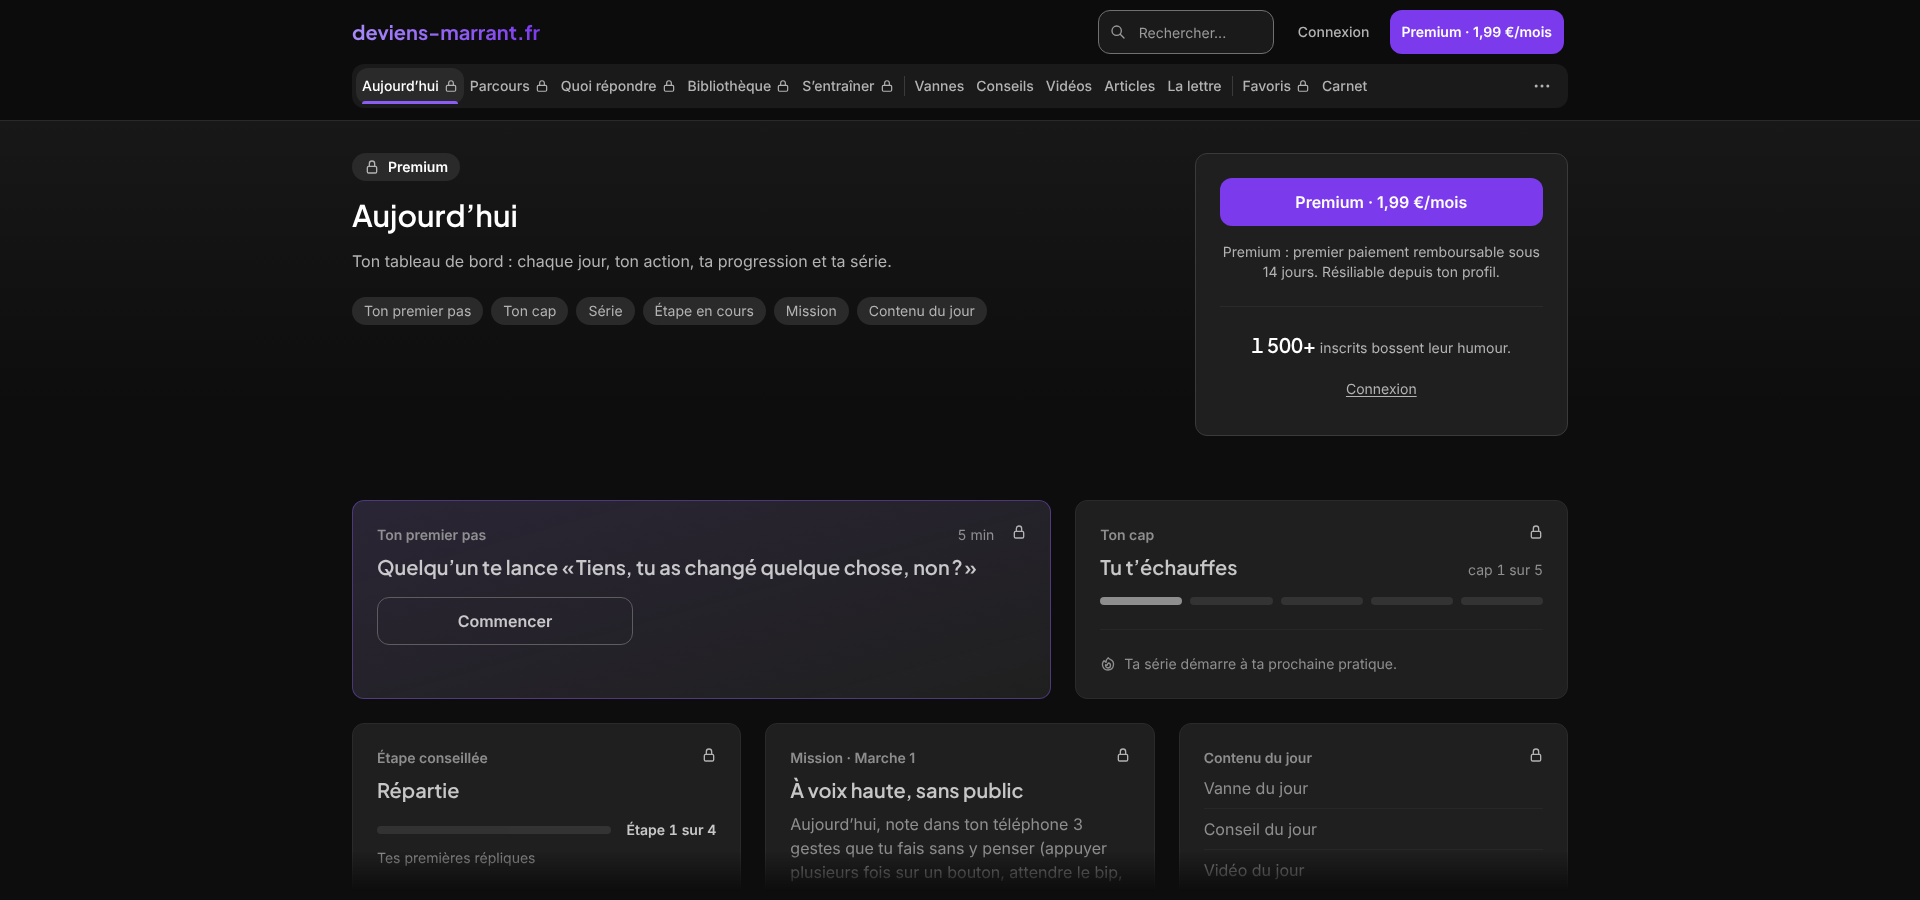 deviens-marrant.fr
Rechercher...
Connexion
Premium · 1,99 €/mois
Aujourd’hui
Parcours
Quoi répondre
Bibliothèque
S’entraîner
Vannes
Conseils
Vidéos
Articles
La lettre
Favoris
Carnet
Premium
Aujourd’hui
Ton tableau de bord : chaque jour, ton action, ta progression et ta série.
Ton premier pas
Ton cap
Série
Étape en cours
Mission
Contenu du jour
Premium · 1,99 €/mois
Premium : premier paiement remboursable sous
14 jours. Résiliable depuis ton profil.
1 500+ inscrits bossent leur humour.
Connexion
Ton premier pas
5 min
Quelqu’un te lance « Tiens, tu as changé quelque chose, non ? »
Commencer
Ton cap
Tu t’échauffes
cap 1 sur 5
Ta série démarre à ta prochaine pratique.
Étape conseillée
Répartie
Étape 1 sur 4
Tes premières répliques
Mission · Marche 1
À voix haute, sans public
Aujourd’hui, note dans ton téléphone 3
gestes que tu fais sans y penser (appuyer
plusieurs fois sur un bouton, attendre le bip,
Contenu du jour
Vanne du jour
Conseil du jour
Vidéo du jour